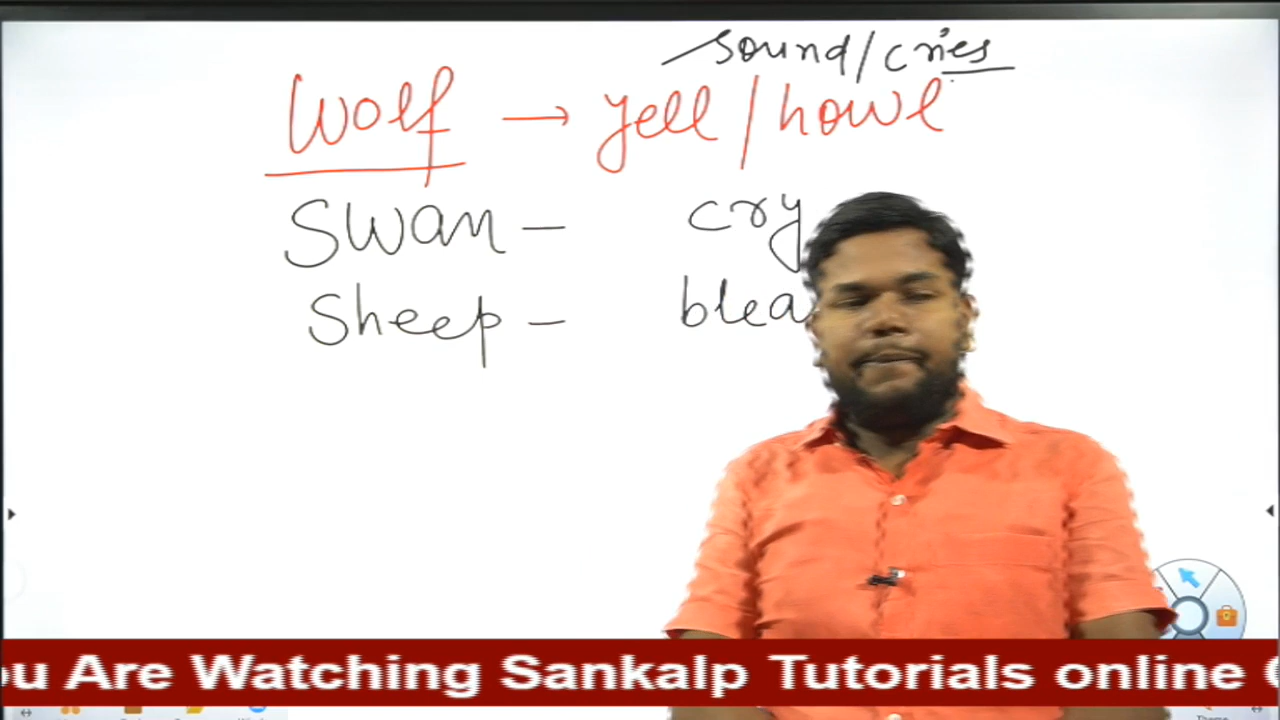 sound/cries
Wolf → yell/howl
Swan - cry
Sheep - blea
ou Are Watching Sankalp Tutorials online